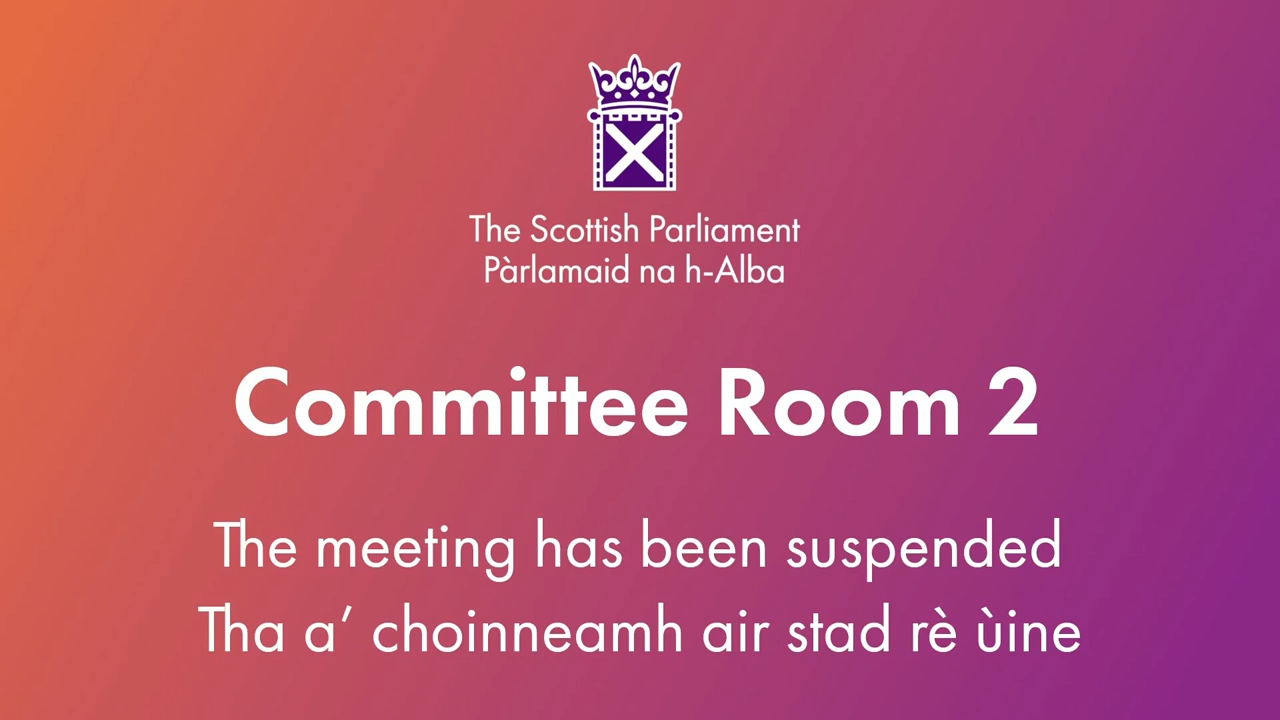 The Scottish Parliament
Pàrlamaid na h-Alba
Committee Room 2
The meeting has been suspended
Tha a’ choinneamh air stad rè ùine